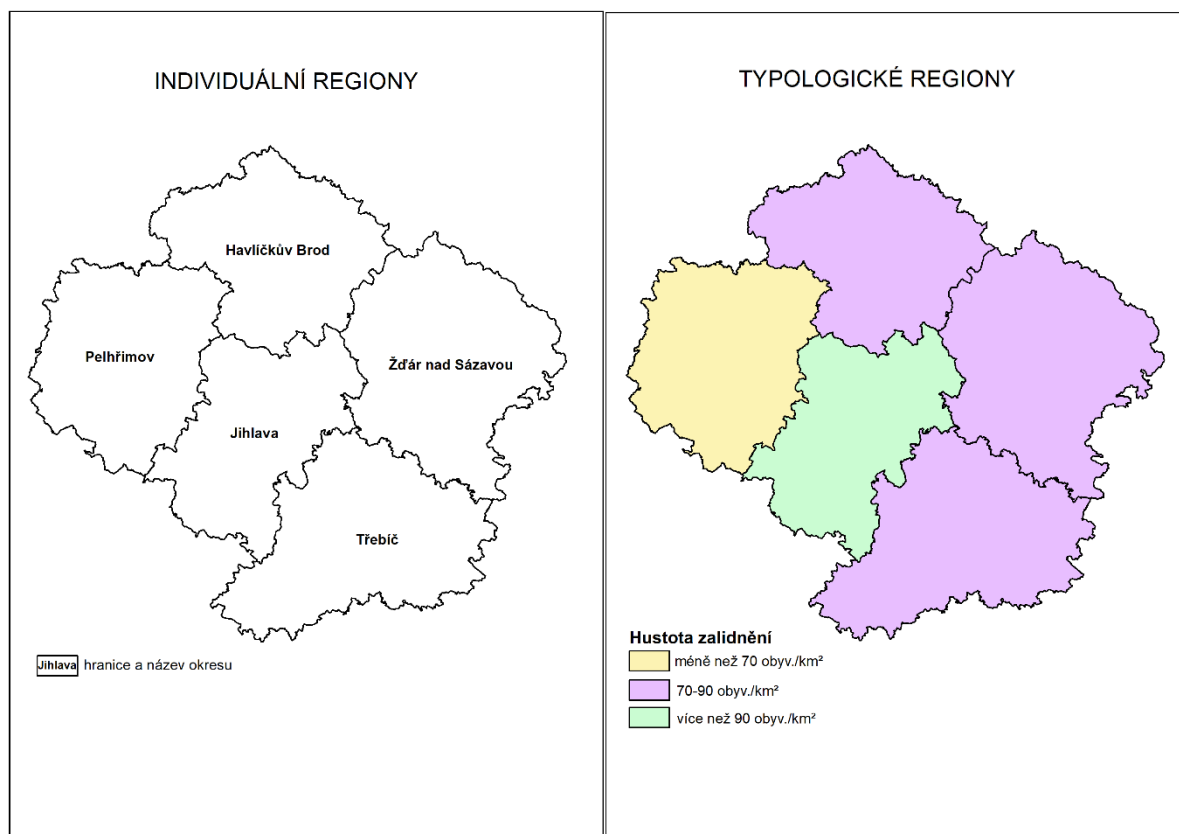 INDIVIDUÁLNÍ REGIONY
Havlíčkův Brod
Pelhřimov
Žďár nad Sázavou
Jihlava
Třebíč
Jihlava hranice a název okresu
TYPOLOGICKÉ REGIONY
Hustota zalidnění
méně než 70 obyv./km²
70-90 obyv./km²
více než 90 obyv./km²